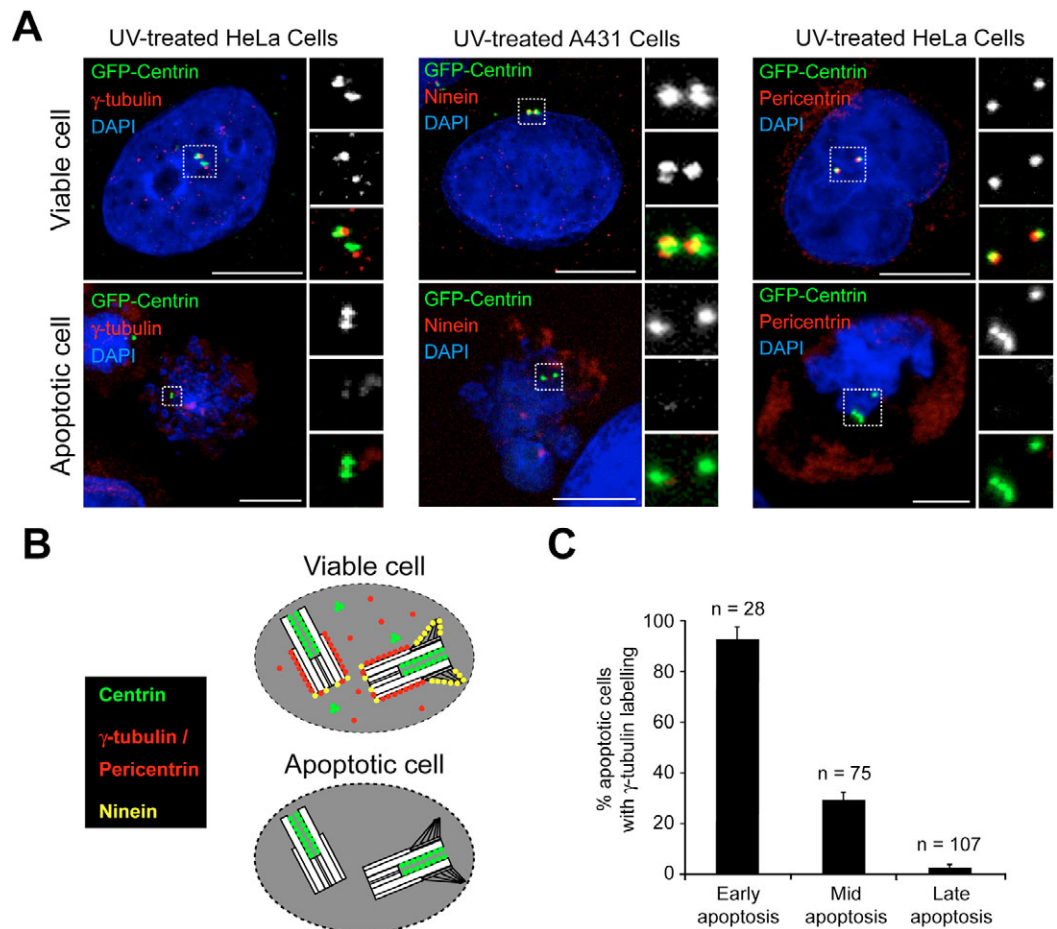 A
UV-treated HeLa Cells
UV-treated A431 Cells
UV-treated HeLa Cells
Viable cell
GFP-Centrin
γ-tubulin
DAPI
GFP-Centrin
Ninein
DAPI
GFP-Centrin
Pericentrin
DAPI
Apoptotic cell
GFP-Centrin
γ-tubulin
DAPI
GFP-Centrin
Ninein
DAPI
GFP-Centrin
Pericentrin
DAPI
B
Viable cell
Centrin
γ-tubulin /
Pericentrin
Ninein
Apoptotic cell
C
% apoptotic cells
with γ-tubulin labelling
100
80
60
40
20
0
n = 28
n = 75
n = 107
Early
apoptosis
Mid
apoptosis
Late
apoptosis